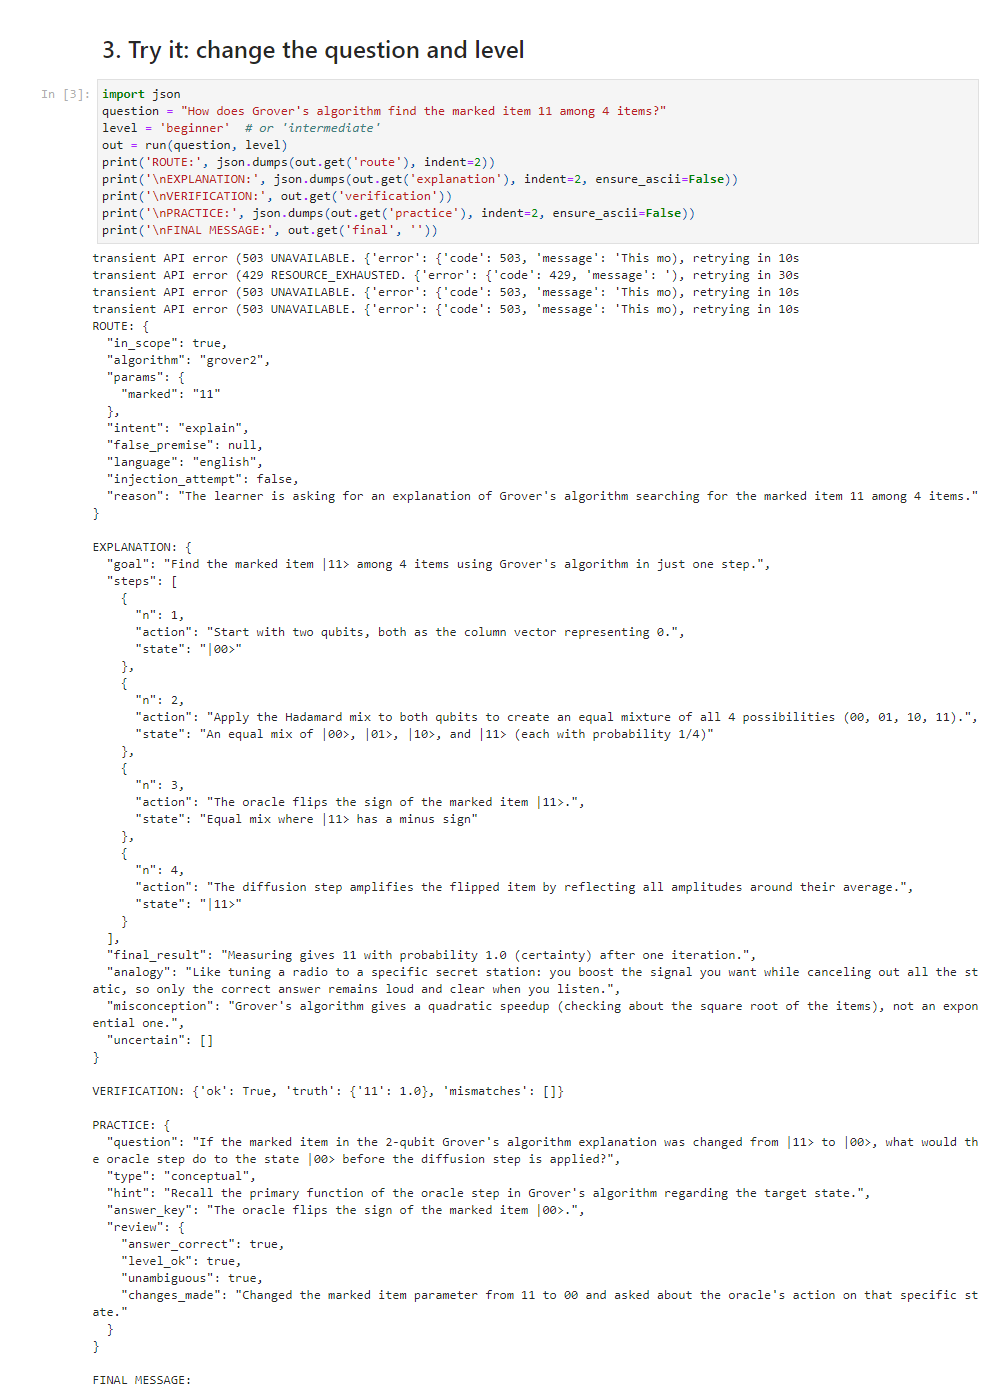 3. Try it: change the question and level
In [3]: import json
question = "How does Grover's algorithm find the marked item 11 among 4 items?"
level = 'beginner'  # or 'intermediate'
out = run(question, level)
print('ROUTE:', json.dumps(out.get('route'), indent=2))
print('\nEXPLANATION:', json.dumps(out.get('explanation'), indent=2, ensure_ascii=False))
print('\nVERIFICATION:', out.get('verification'))
print('\nPRACTICE:', json.dumps(out.get('practice'), indent=2, ensure_ascii=False))
print('\nFINAL MESSAGE:', out.get('final', ''))
transient API error (503 UNAVAILABLE. {'error': {'code': 503, 'message': 'This mo), retrying in 10s
transient API error (429 RESOURCE_EXHAUSTED. {'error': {'code': 429, 'message': '), retrying in 30s
transient API error (503 UNAVAILABLE. {'error': {'code': 503, 'message': 'This mo), retrying in 10s
transient API error (503 UNAVAILABLE. {'error': {'code': 503, 'message': 'This mo), retrying in 10s
ROUTE: {
  "in_scope": true,
  "algorithm": "grover2",
  "params": {
    "marked": "11"
  },
  "intent": "explain",
  "false_premise": null,
  "language": "english",
  "injection_attempt": false,
  "reason": "The learner is asking for an explanation of Grover's algorithm searching for the marked item 11 among 4 items."
}
EXPLANATION: {
  "goal": "Find the marked item |11> among 4 items using Grover's algorithm in just one step.",
  "steps": [
    {
      "n": 1,
      "action": "Start with two qubits, both as the column vector representing 0.",
      "state": "|00>"
    },
    {
      "n": 2,
      "action": "Apply the Hadamard mix to both qubits to create an equal mixture of all 4 possibilities (00, 01, 10, 11).",
      "state": "An equal mix of |00>, |01>, |10>, and |11> (each with probability 1/4)"
    },
    {
      "n": 3,
      "action": "The oracle flips the sign of the marked item |11>.",
      "state": "Equal mix where |11> has a minus sign"
    },
    {
      "n": 4,
      "action": "The diffusion step amplifies the flipped item by reflecting all amplitudes around their average.",
      "state": "|11>"
    }
  ],
  "final_result": "Measuring gives 11 with probability 1.0 (certainty) after one iteration.",
  "analogy": "Like tuning a radio to a specific secret station: you boost the signal you want while canceling out all the st
atic, so only the correct answer remains loud and clear when you listen.",
  "misconception": "Grover's algorithm gives a quadratic speedup (checking about the square root of the items), not an expon
ential one.",
  "uncertain": []
}
VERIFICATION: {'ok': True, 'truth': {'11': 1.0}, 'mismatches': []}
PRACTICE: {
  "question": "If the marked item in the 2-qubit Grover's algorithm explanation was changed from |11> to |00>, what would th
e oracle step do to the state |00> before the diffusion step is applied?",
  "type": "conceptual",
  "hint": "Recall the primary function of the oracle step in Grover's algorithm regarding the target state.",
  "answer_key": "The oracle flips the sign of the marked item |00>.",
  "review": {
    "answer_correct": true,
    "level_ok": true,
    "unambiguous": true,
    "changes_made": "Changed the marked item parameter from 11 to 00 and asked about the oracle's action on that specific st
ate."
  }
}
FINAL MESSAGE: